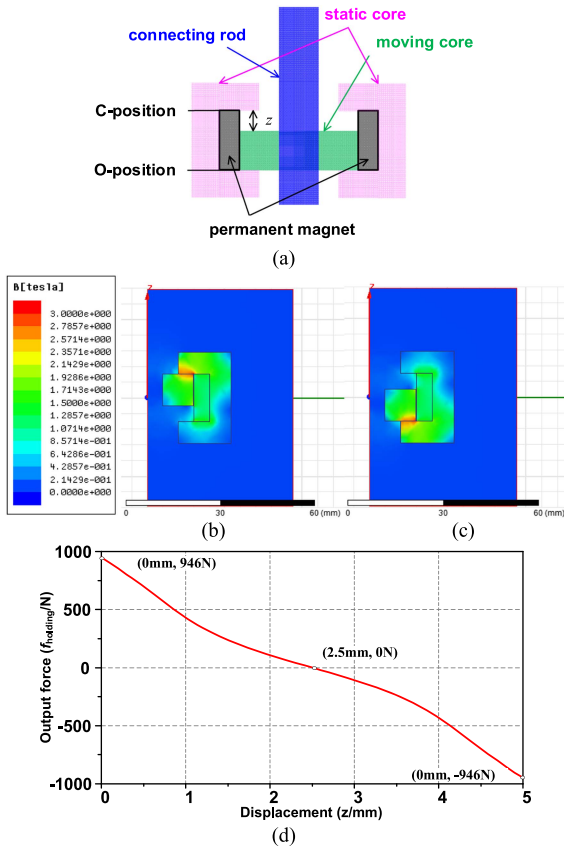 static core
connecting rod
moving core
C-position
z
O-position
permanent magnet
(a)
B[tesla]
3.0000e+000
2.7857e+000
2.5714e+000
2.3571e+000
2.1429e+000
1.9286e+000
1.7143e+000
1.5000e+000
1.2857e+000
1.0714e+000
8.5714e-001
6.4286e-001
4.2857e-001
2.1429e-001
0.0000e+000
z
0 30 60 (mm)
(b)
z
0 30 60 (mm)
(c)
1000
500
0
-500
-1000
Output force (fholding/N)
(0mm, 946N)
(2.5mm, 0N)
(0mm, -946N)
0 1 2 3 4 5
Displacement (z/mm)
(d)